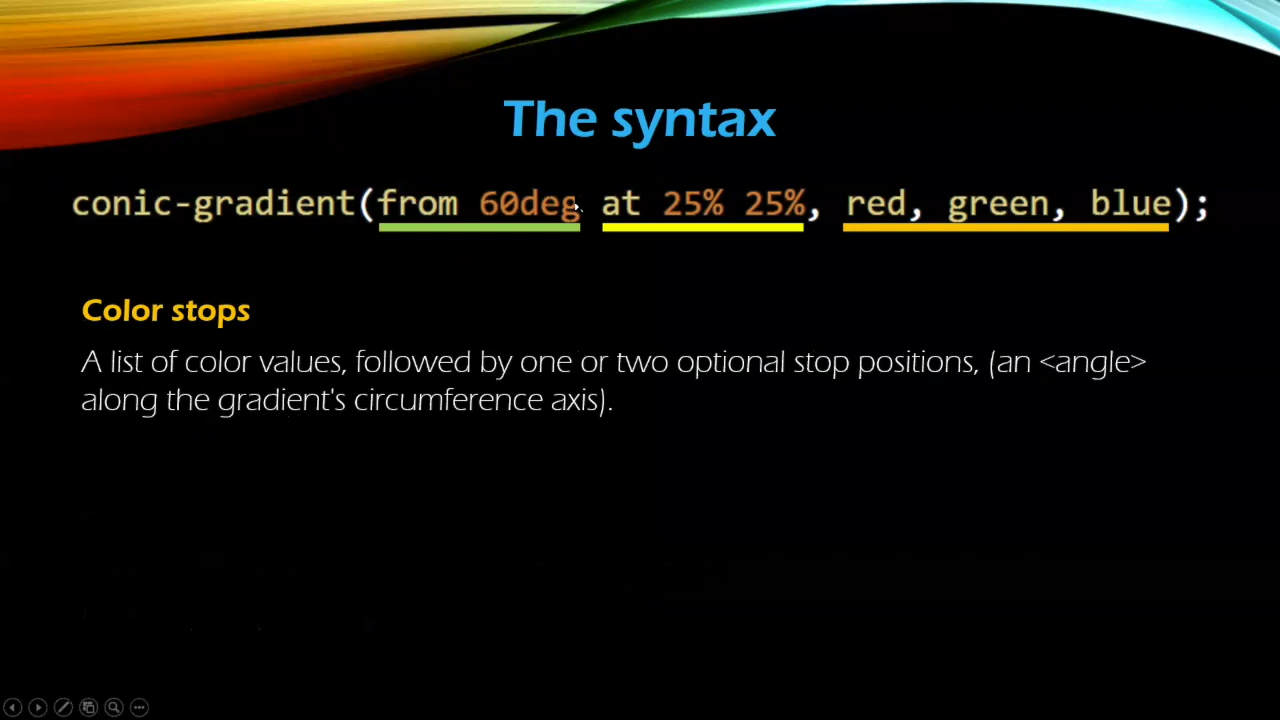 The syntax
conic-gradient(from 60deg at 25% 25%, red, green, blue);
Color stops
A list of color values, followed by one or two optional stop positions, (an <angle>
along the gradient's circumference axis).